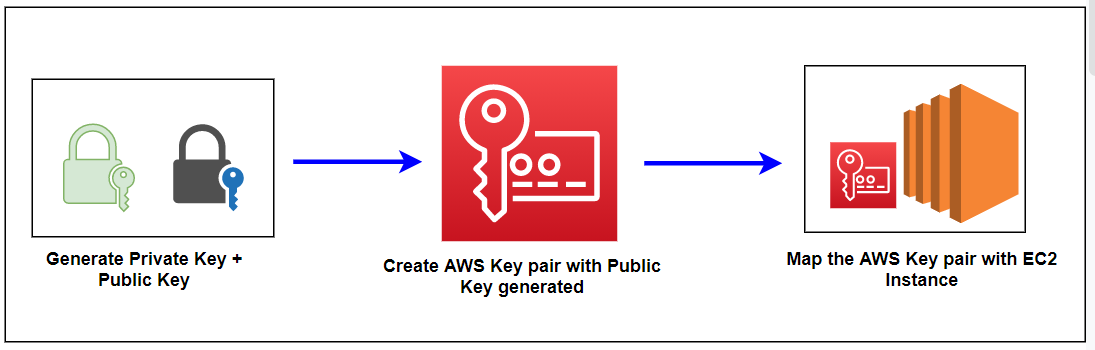 Generate Private Key +
Public Key
Create AWS Key pair with Public
Key generated
Map the AWS Key pair with EC2
Instance